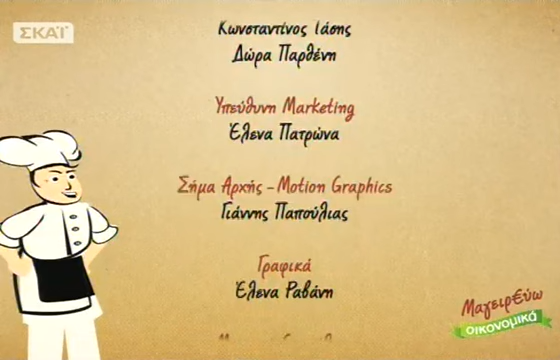 ΣΚΑΪ
Κωνσταντίνος Ιάσης
Δώρα Παρθένη
Υπεύθυνη Marketing
Έλενα Πατρώνα
Σήμα Αρχής - Motion Graphics
Γιάννης Παπούλιας
Γραφικά
Έλενα Ραβάνη
ΜαγειρΕύω
οικονομικά